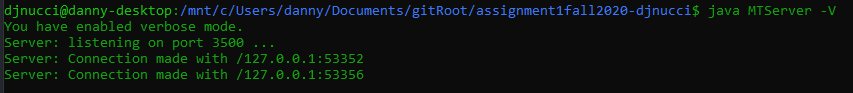 djnucci@danny-desktop:/mnt/c/Users/danny/Documents/gitRoot/assignment1fall2020-djnucci$ java MTServer -V
You have enabled verbose mode.
Server: listening on port 3500 ...
Server: Connection made with /127.0.0.1:53352
Server: Connection made with /127.0.0.1:53356